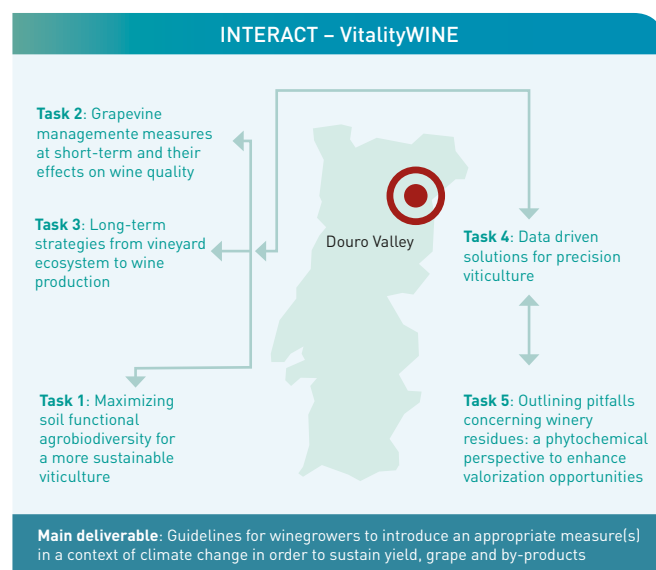 INTERACT – VitalityWINE
Task 2: Grapevine
managemente measures
at short-term and their
effects on wine quality
Task 3: Long-term
strategies from vineyard
ecosystem to wine
production
Task 1: Maximizing
soil functional
agrobiodiversity for
a more sustainable
viticulture
Douro Valley
Task 4: Data driven
solutions for precision
viticulture
Task 5: Outlining pitfalls
concerning winery
residues: a phytochemical
perspective to enhance
valorization opportunities
Main deliverable: Guidelines for winegrowers to introduce an appropriate measure(s)
in a context of climate change in order to sustain yield, grape and by-products